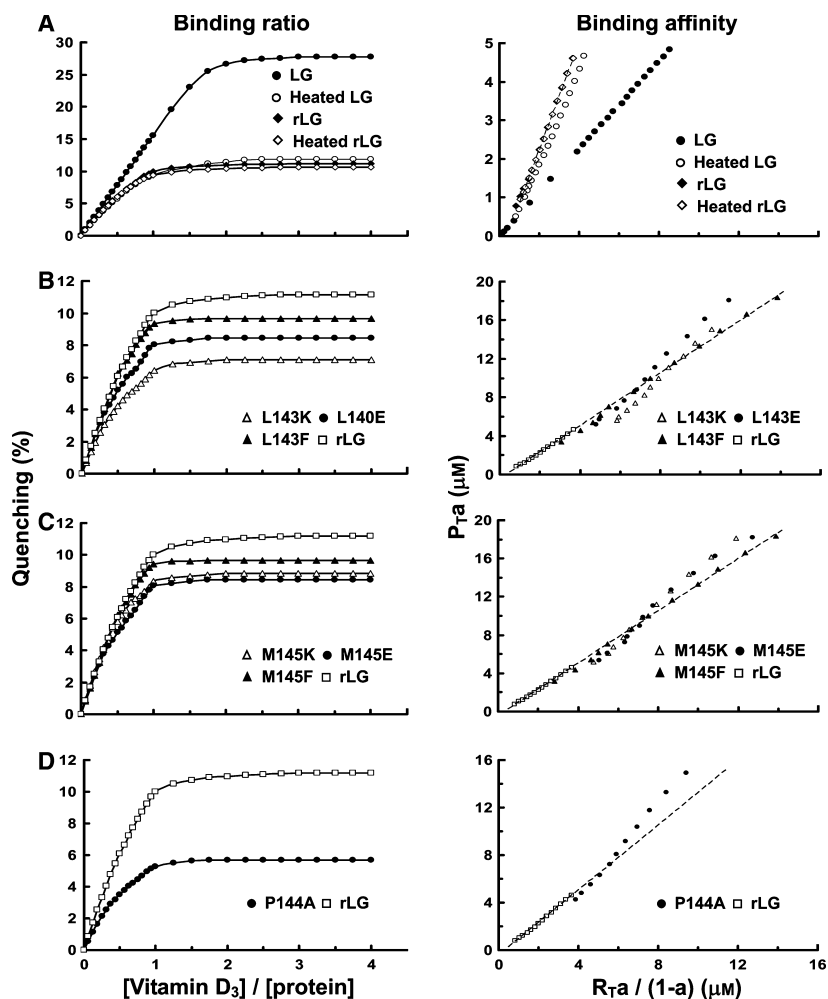 Binding ratio
Binding affinity
A
30
25
20
15
10
5
0
LG
Heated LG
rLG
Heated rLG
5
4
3
2
1
0
LG
Heated LG
rLG
Heated rLG
B
12
10
8
6
4
2
0
L143K L140E
L143F rLG
20
16
12
8
4
0
L143K L143E
L143F rLG
C
12
10
8
6
4
2
0
M145K M145E
M145F rLG
20
16
12
8
4
0
M145K M145E
M145F rLG
D
12
10
8
6
4
2
0
P144A rLG
0 1 2 3 4
16
12
8
4
0
P144A rLG
0 4 8 12 16
Quenching (%)
PTa (μM)
[Vitamin D3] / [protein]
RTa / (1-a) (μM)